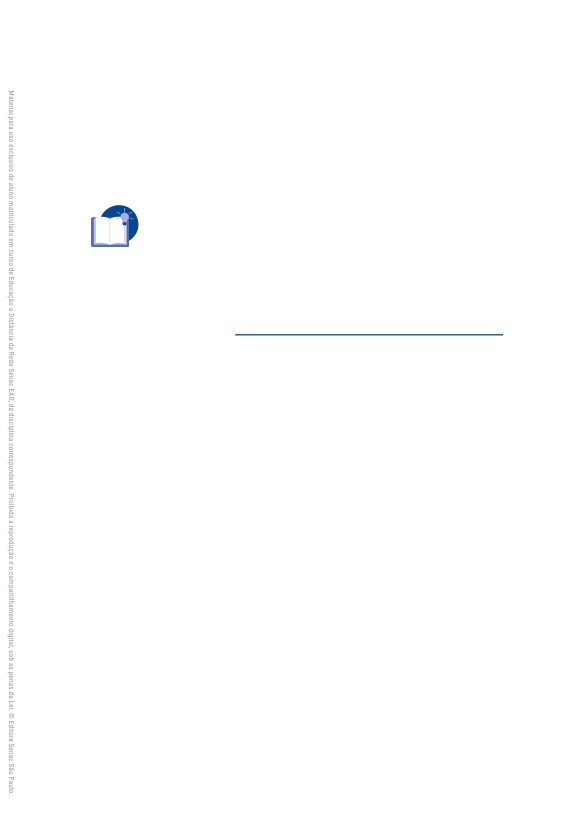 Material para uso exclusivo de aluno matriculado em curso de Educação a Distância da Rede Senac EAD, da disciplina correspondente. Proibida a reprodução e o compartilhamento digital, sob as penas da Lei. © Editora Senac São Paulo.